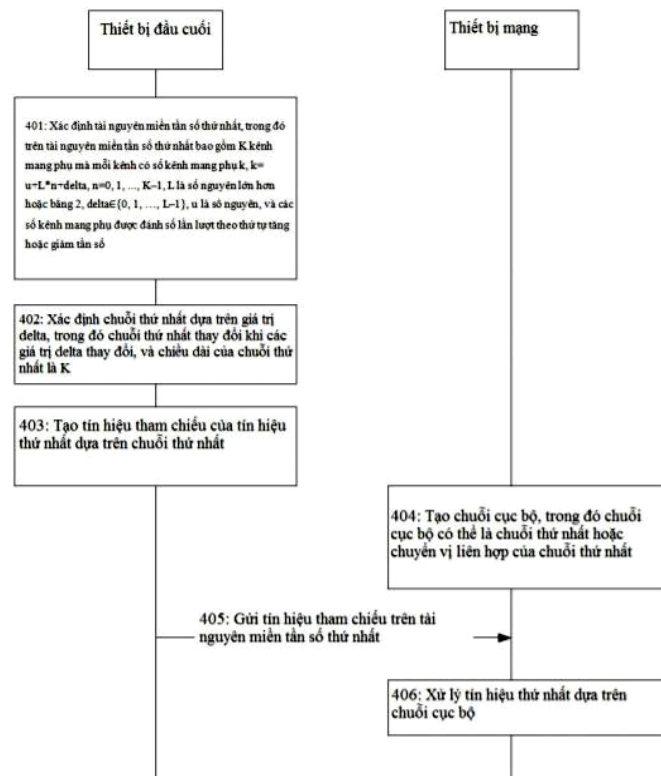 Thiết bị đầu cuối
Thiết bị mạng
401: Xác định tài nguyên miền tần số thứ nhất, trong đó
trên tài nguyên miền tần số thứ nhất bao gồm K kênh
mang phụ mà mỗi kênh có số kênh mang phụ k, k=
u+L*n+delta, n=0, 1, ..., K-1, L là số nguyên lớn hơn
hoặc bằng 2, delta∈{0, 1, ..., L-1}, u là số nguyên, và các
số kênh mang phụ được đánh số lần lượt theo thứ tự tăng
hoặc giảm tần số
402: Xác định chuỗi thứ nhất dựa trên giá trị
delta, trong đó chuỗi thứ nhất thay đổi khi các
giá trị delta thay đổi, và chiều dài của chuỗi thứ
nhất là K
403: Tạo tín hiệu tham chiếu của tín hiệu
thứ nhất dựa trên chuỗi thứ nhất
404: Tạo chuỗi cục bộ, trong đó chuỗi
cục bộ có thể là chuỗi thứ nhất hoặc
chuyển vị liên hợp của chuỗi thứ nhất
405: Gửi tín hiệu tham chiếu trên tài
nguyên miền tần số thứ nhất
406: Xử lý tín hiệu thứ nhất dựa trên
chuỗi cục bộ